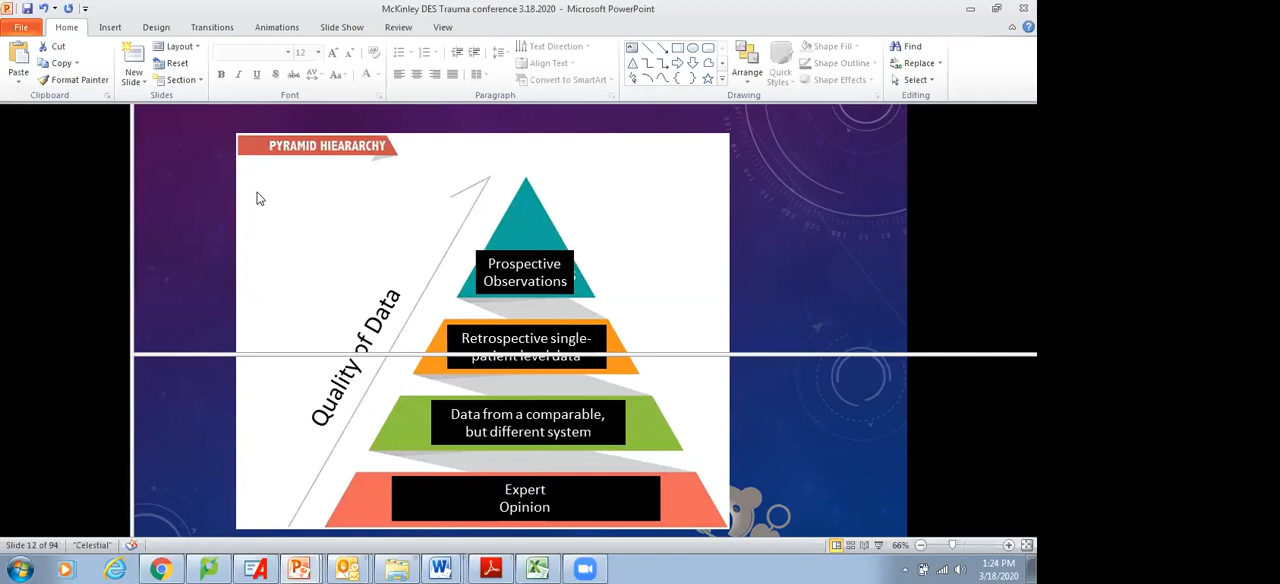 McKinley DES Trauma conference 3.18.2020 - Microsoft PowerPoint
File Home Insert Design Transitions Animations Slide Show Review View
Paste
Cut
Copy
Format Painter
Clipboard
New
Slide
Layout
Reset
Section
Slides
12
B I U S abc AV Aa A
Font
Text Direction
Align Text
Convert to SmartArt
Paragraph
Arrange
Quick
Styles
Shape Fill
Shape Outline
Shape Effects
Drawing
Find
Replace
Select
Editing
PYRAMID HIEARARCHY
Quality of Data
Prospective
Observations
Retrospective single-
patient level data
Data from a comparable,
but different system
Expert
Opinion
Slide 12 of 94 "Celestial" 66%
1:24 PM
3/18/2020